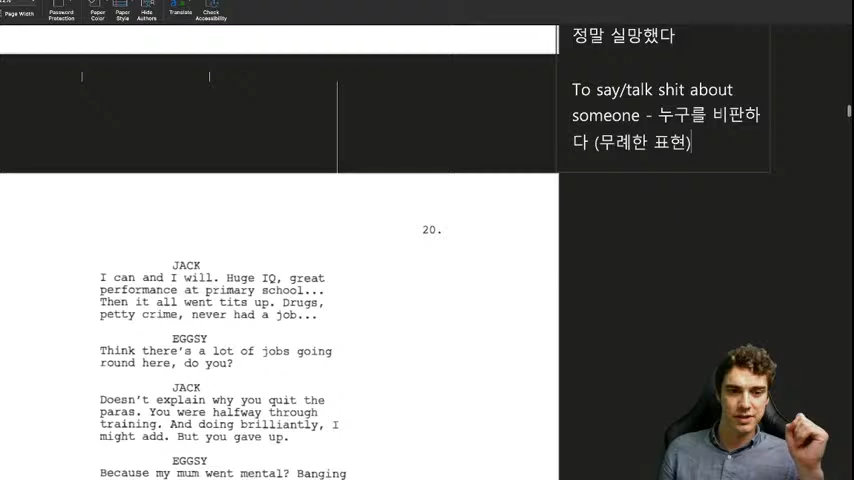 Page Width
Password
Protection
Paper
Color
Paper
Style
Hide
Authors
Translate
Check
Accessibility
정말 실망했다
To say/talk shit about
someone - 누구를 비판하
다 (무례한 표현)
20.
JACK
I can and I will. Huge IQ, great
performance at primary school...
Then it all went tits up. Drugs,
petty crime, never had a job...
EGGSY
Think there's a lot of jobs going
round here, do you?
JACK
Doesn't explain why you quit the
paras. You were halfway through
training. And doing brilliantly, I
might add. But you gave up.
EGGSY
Because my mum went mental? Banging